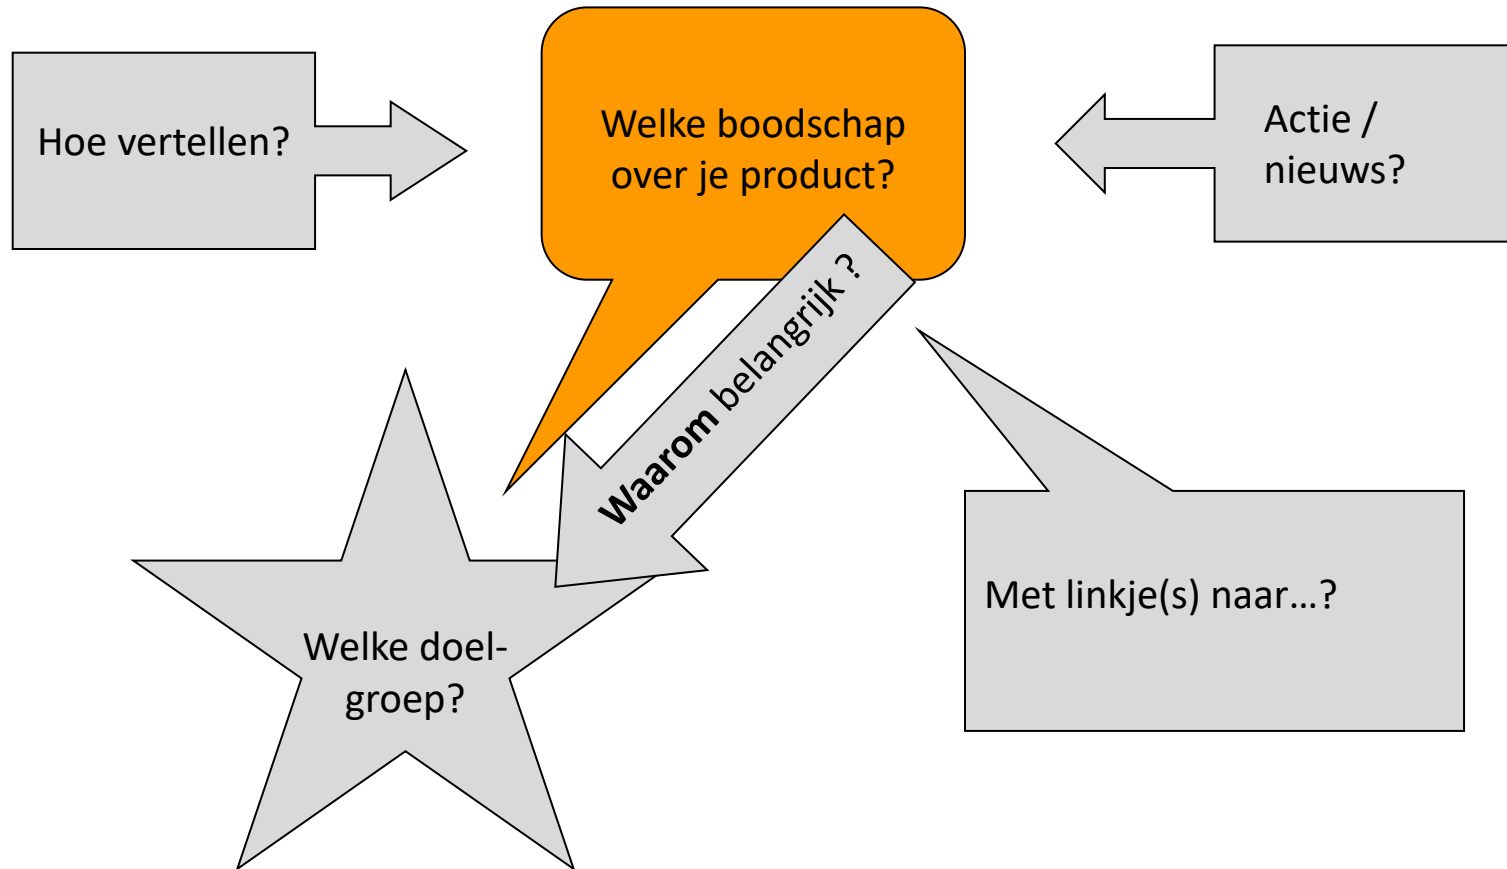 Hoe vertellen?
Welke boodschap
over je product?
Actie /
nieuws?
Waarom belangrijk ?
Welke doel-
groep?
Met linkje(s) naar…?